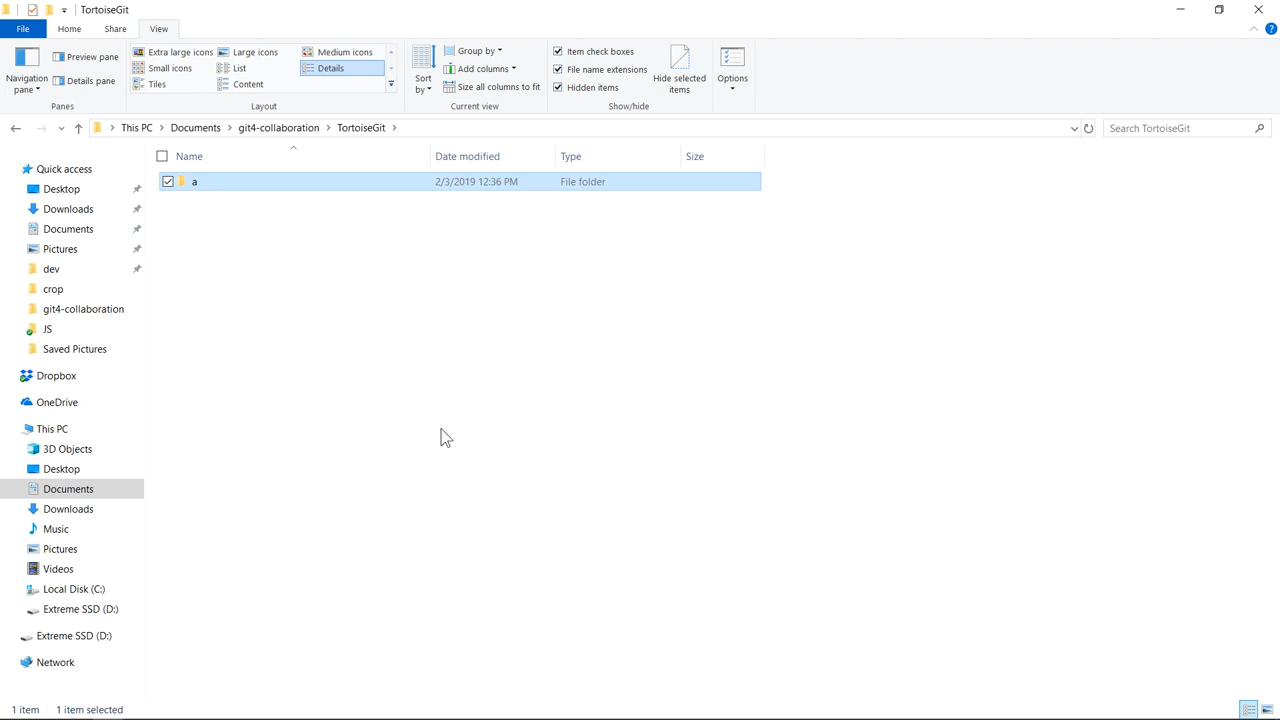 TortoiseGit
File Home Share View
Navigation pane
Preview pane
Details pane
Panes
Extra large icons Large icons Medium icons
Small icons List Details
Tiles Content
Layout
Sort by
Group by
Add columns
Size all columns to fit
Current view
Item check boxes
File name extensions
Hidden items
Hide selected items
Show/hide
Options
This PC Documents git4-collaboration TortoiseGit
Search TortoiseGit
Name Date modified Type Size
a 2/3/2019 12:36 PM File folder
Quick access
Desktop
Downloads
Documents
Pictures
dev
crop
git4-collaboration
JS
Saved Pictures
Dropbox
OneDrive
This PC
3D Objects
Desktop
Documents
Downloads
Music
Pictures
Videos
Local Disk (C:)
Extreme SSD (D:)
Extreme SSD (D:)
Network
1 item 1 item selected